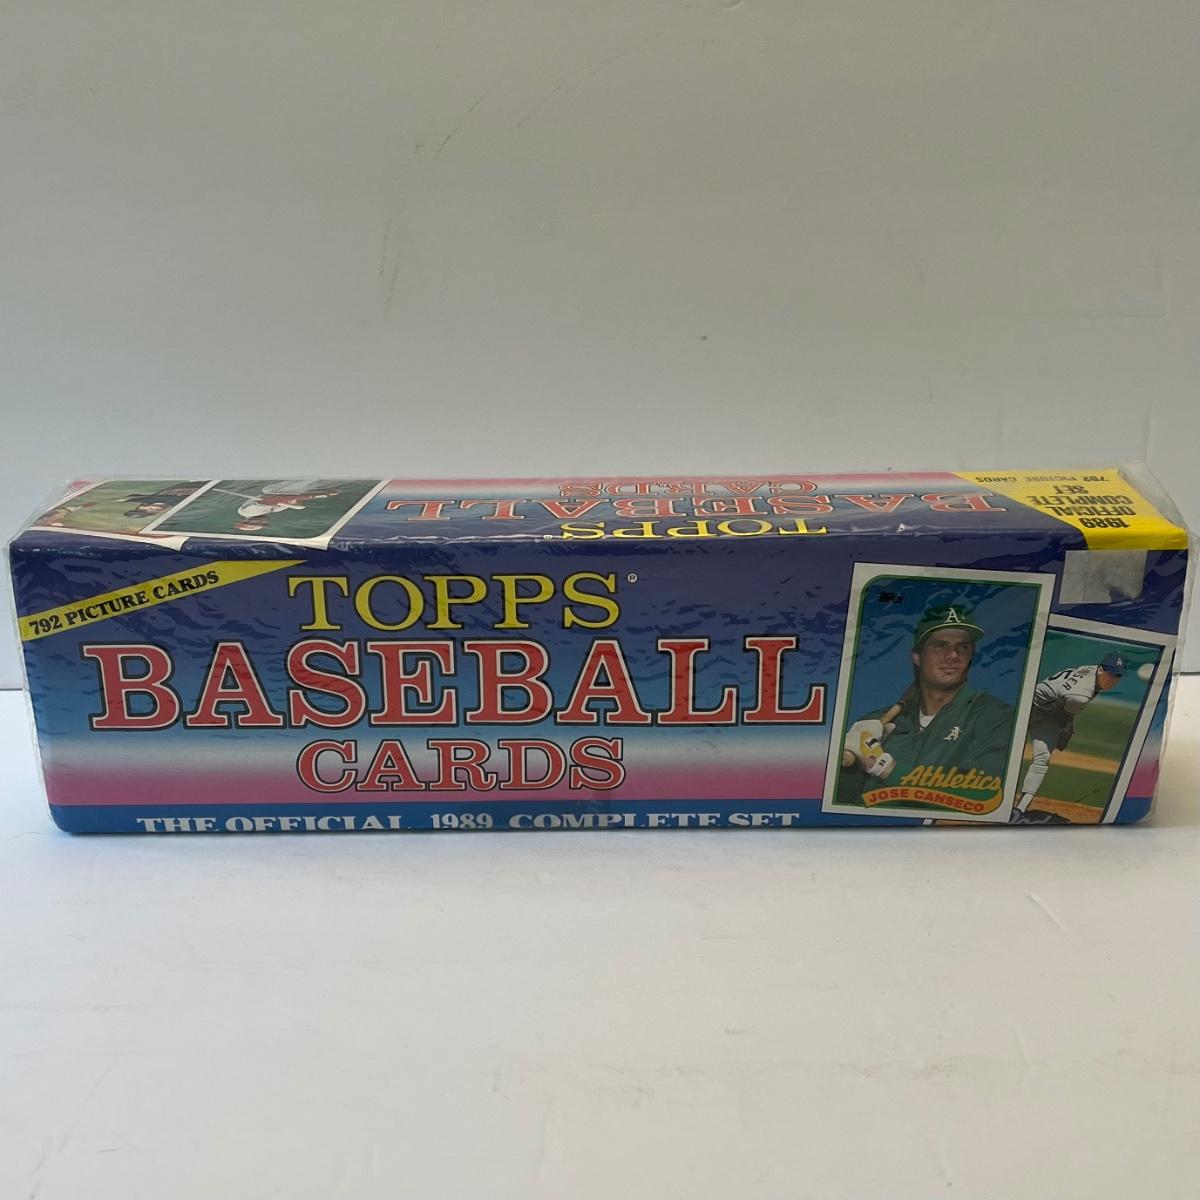 1989
OFFICIAL
COMPLETE
SET
792 PICTURE CARDS
TOPPS
BASEBALL
CARDS
792 PICTURE CARDS
TOPPS
BASEBALL
CARDS
THE OFFICIAL 1989 COMPLETE SET
Topps
A's
A's
Athletics
JOSE CANSECO
LA